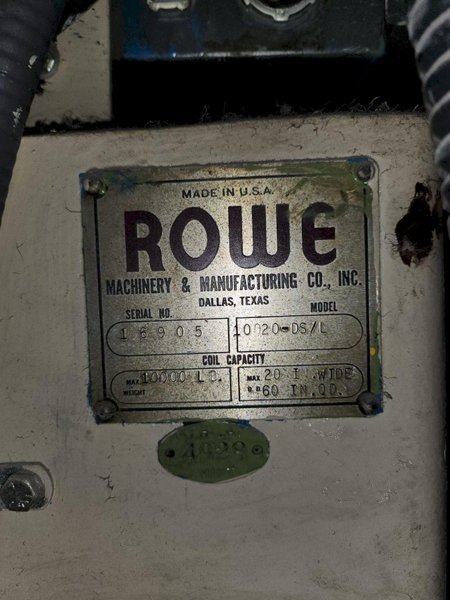 MADE IN U.S.A.
ROWE
MACHINERY & MANUFACTURING CO., INC.
DALLAS, TEXAS
SERIAL NO. MODEL
16905 10020-DS/L
COIL CAPACITY
MAX. WEIGHT 10000 LB. MAX. 20 I. WIDE
60 IN.OD.
4828